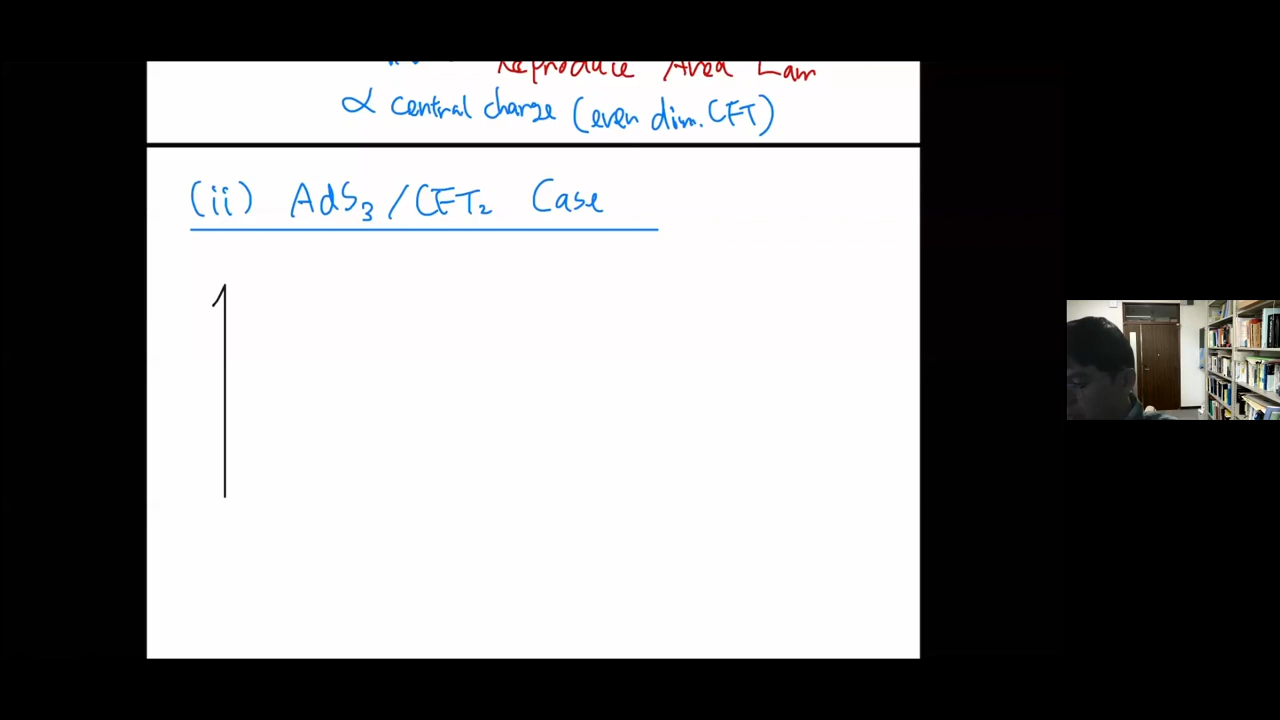 Reproduce Area Law
∝ central charge (even dim. CFT)
(ii) AdS₃/CFT₂ Case